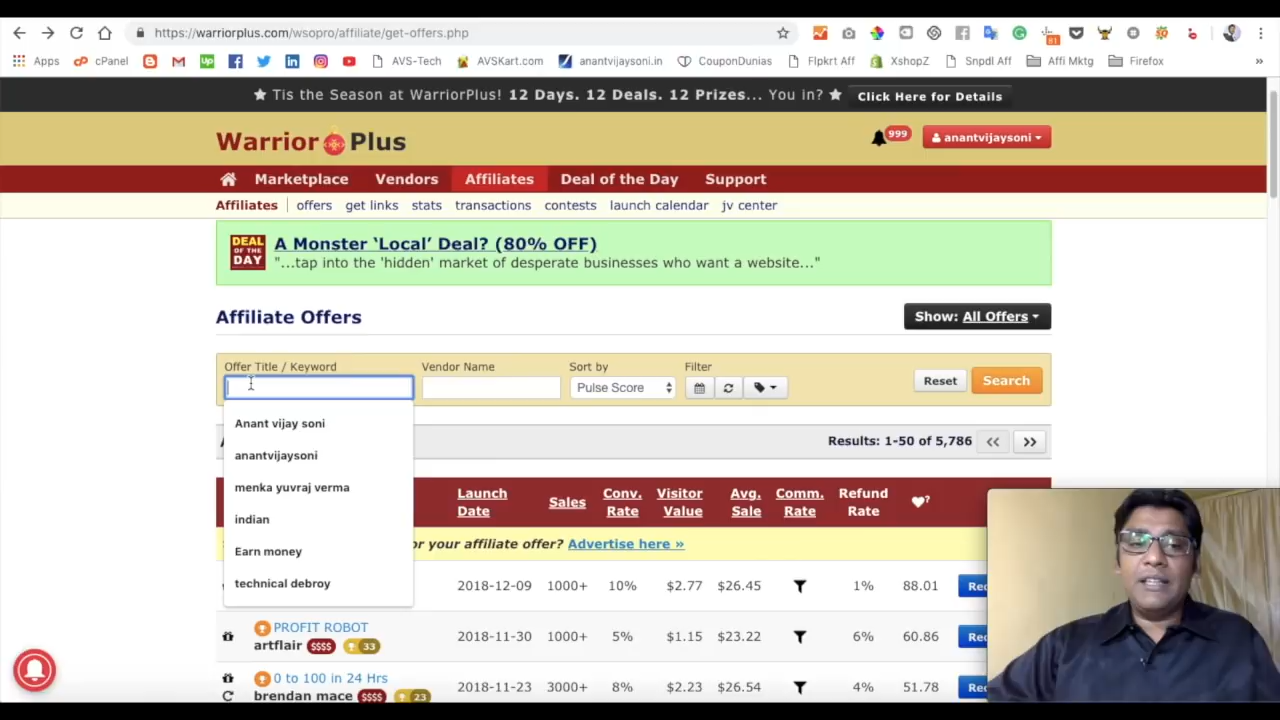 https://warriorplus.com/wsopro/affiliate/get-offers.php
81
Apps cPanel AVS-Tech AVSKart.com anantvijaysoni.in CouponDunias Flpkrt Aff XshopZ Snpdl Aff Affi Mktg Firefox »
★ Tis the Season at WarriorPlus! 12 Days. 12 Deals. 12 Prizes... You in? ★ Click Here for Details
Warrior Plus
999 anantvijaysoni
Marketplace Vendors Affiliates Deal of the Day Support
Affiliates offers get links stats transactions contests launch calendar jv center
DEAL OF THE DAY
A Monster ‘Local’ Deal? (80% OFF)
"...tap into the 'hidden' market of desperate businesses who want a website..."
Affiliate Offers
Show: All Offers
Offer Title / Keyword Vendor Name Sort by Filter
Pulse Score Reset Search
Anant vijay soni
anantvijaysoni
menka yuvraj verma
indian
Earn money
technical debroy
Results: 1-50 of 5,786 « »
Launch Date Sales Conv. Rate Visitor Value Avg. Sale Comm. Rate Refund Rate ?
or your affiliate offer? Advertise here »
2018-12-09 1000+ 10% $2.77 $26.45 1% 88.01
PROFIT ROBOT
artflair $$$$ 33
2018-11-30 1000+ 5% $1.15 $23.22 6% 60.86
0 to 100 in 24 Hrs
brendan mace $$$$ 23
2018-11-23 3000+ 8% $2.23 $26.54 4% 51.78